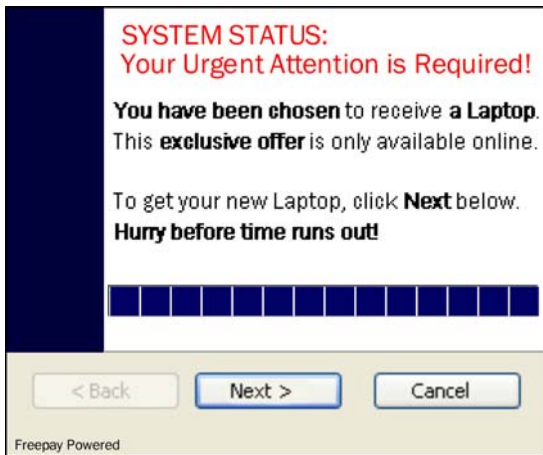 SYSTEM STATUS:
Your Urgent Attention is Required!
You have been chosen to receive a Laptop.
This exclusive offer is only available online.
To get your new Laptop, click Next below.
Hurry before time runs out!
< Back Next > Cancel
Freepay Powered